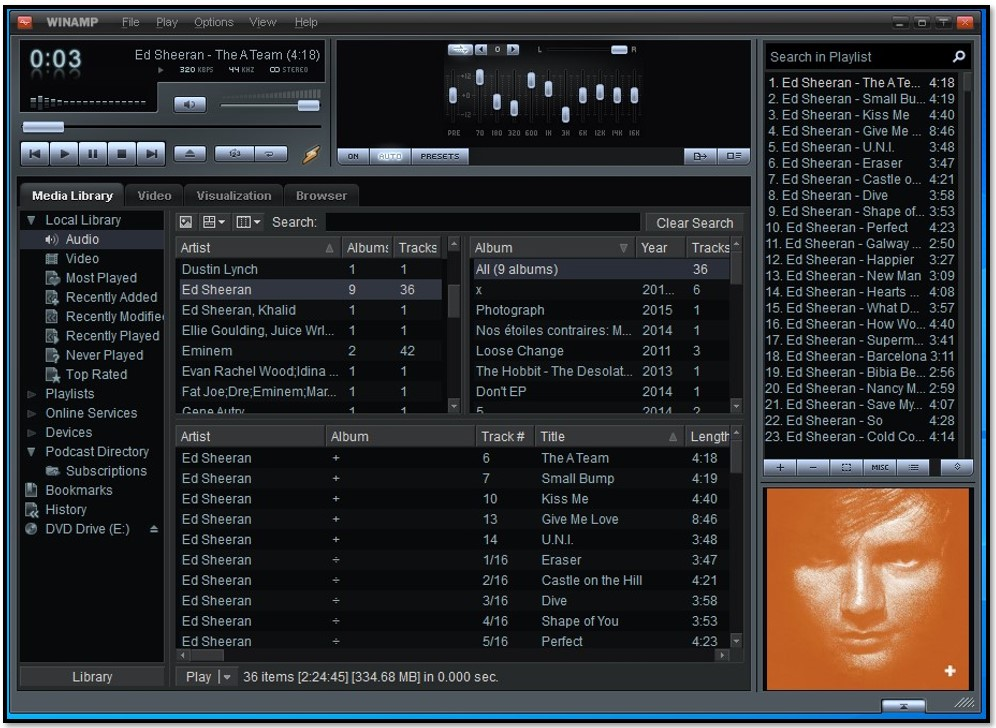 WINAMP File Play Options View Help
0:03
Ed Sheeran - The A Team (4:18)
320 KBPS 44 KHZ STEREO
0 L R
+12
+0
-12
PRE 70 180 320 600 1K 3K 6K 12K 14K 16K
ON AUTO PRESETS
Search in Playlist
1. Ed Sheeran - The A Te... 4:18
2. Ed Sheeran - Small Bu... 4:19
3. Ed Sheeran - Kiss Me 4:40
4. Ed Sheeran - Give Me ... 8:46
5. Ed Sheeran - U.N.I. 3:48
6. Ed Sheeran - Eraser 3:47
7. Ed Sheeran - Castle o... 4:21
8. Ed Sheeran - Dive 3:58
9. Ed Sheeran - Shape of... 3:53
10. Ed Sheeran - Perfect 4:23
11. Ed Sheeran - Galway ... 2:50
12. Ed Sheeran - Happier 3:27
13. Ed Sheeran - New Man 3:09
14. Ed Sheeran - Hearts ... 4:08
15. Ed Sheeran - What D... 3:57
16. Ed Sheeran - How Wo... 4:40
17. Ed Sheeran - Superm... 3:41
18. Ed Sheeran - Barcelona 3:11
19. Ed Sheeran - Bibia Be... 2:56
20. Ed Sheeran - Nancy M... 2:59
21. Ed Sheeran - Save My... 4:07
22. Ed Sheeran - So 4:28
23. Ed Sheeran - Cold Co... 4:14
+ - MISC
Media Library Video Visualization Browser
Local Library
Audio
Video
Most Played
Recently Added
Recently Modifie
Recently Played
Never Played
Top Rated
Playlists
Online Services
Devices
Podcast Directory
Subscriptions
Bookmarks
History
DVD Drive (E:)
Library
Search: Clear Search
Artist Albums Tracks
Dustin Lynch 1 1
Ed Sheeran 9 36
Ed Sheeran, Khalid 1 1
Ellie Goulding, Juice Wrl... 1 1
Eminem 2 42
Evan Rachel Wood;Idina ... 1 1
Fat Joe;Dre;Eminem;Mar... 1 1
Gene Autry 1 1
Album Year Tracks
All (9 albums) 36
x 201... 6
Photograph 2015 1
Nos étoiles contraires: M... 2014 1
Loose Change 2011 3
The Hobbit - The Desolat... 2013 1
Don't EP 2014 1
5 2014 2
Artist Album Track # Title Length
Ed Sheeran + 6 The A Team 4:18
Ed Sheeran + 7 Small Bump 4:19
Ed Sheeran + 10 Kiss Me 4:40
Ed Sheeran + 13 Give Me Love 8:46
Ed Sheeran + 14 U.N.I. 3:48
Ed Sheeran ÷ 1/16 Eraser 3:47
Ed Sheeran ÷ 2/16 Castle on the Hill 4:21
Ed Sheeran ÷ 3/16 Dive 3:58
Ed Sheeran ÷ 4/16 Shape of You 3:53
Ed Sheeran ÷ 5/16 Perfect 4:23
Play 36 items [2:24:45] [334.68 MB] in 0.000 sec.